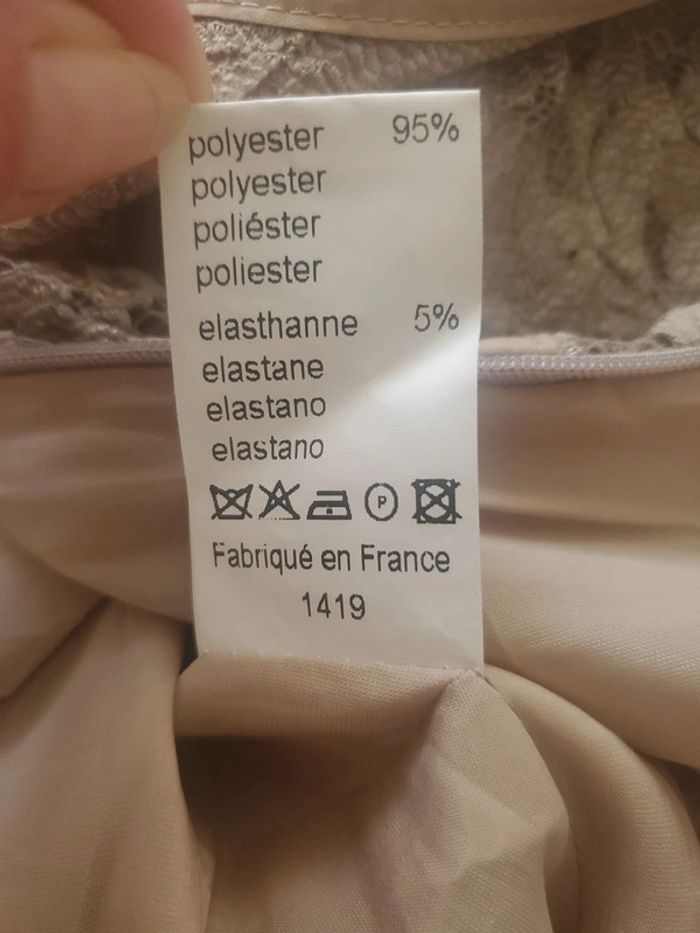 polyester 95%
polyester
poliéster
poliester
elasthanne 5%
elastane
elastano
elastano
P
Fabriqué en France
1419